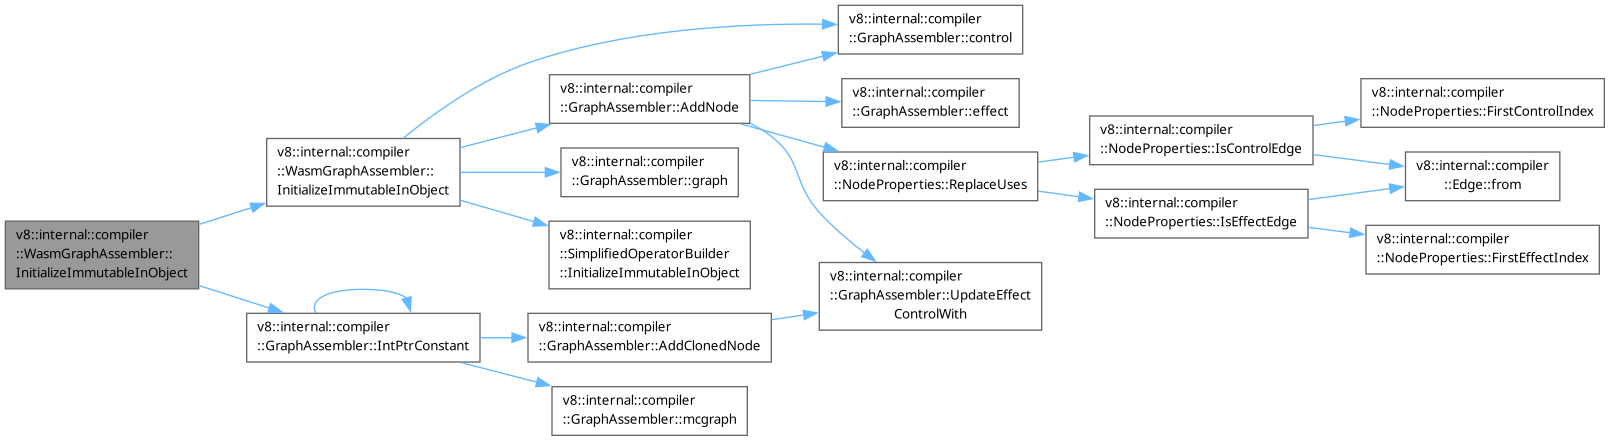 v8::internal::compiler
::WasmGraphAssembler::
InitializeImmutableInObject
v8::internal::compiler
::WasmGraphAssembler::
InitializeImmutableInObject
v8::internal::compiler
::GraphAssembler::IntPtrConstant
v8::internal::compiler
::GraphAssembler::AddNode
v8::internal::compiler
::GraphAssembler::graph
v8::internal::compiler
::SimplifiedOperatorBuilder
::InitializeImmutableInObject
v8::internal::compiler
::GraphAssembler::AddClonedNode
v8::internal::compiler
::GraphAssembler::mcgraph
v8::internal::compiler
::GraphAssembler::control
v8::internal::compiler
::GraphAssembler::effect
v8::internal::compiler
::NodeProperties::ReplaceUses
v8::internal::compiler
::GraphAssembler::UpdateEffect
ControlWith
v8::internal::compiler
::NodeProperties::IsControlEdge
v8::internal::compiler
::NodeProperties::IsEffectEdge
v8::internal::compiler
::NodeProperties::FirstControlIndex
v8::internal::compiler
::Edge::from
v8::internal::compiler
::NodeProperties::FirstEffectIndex